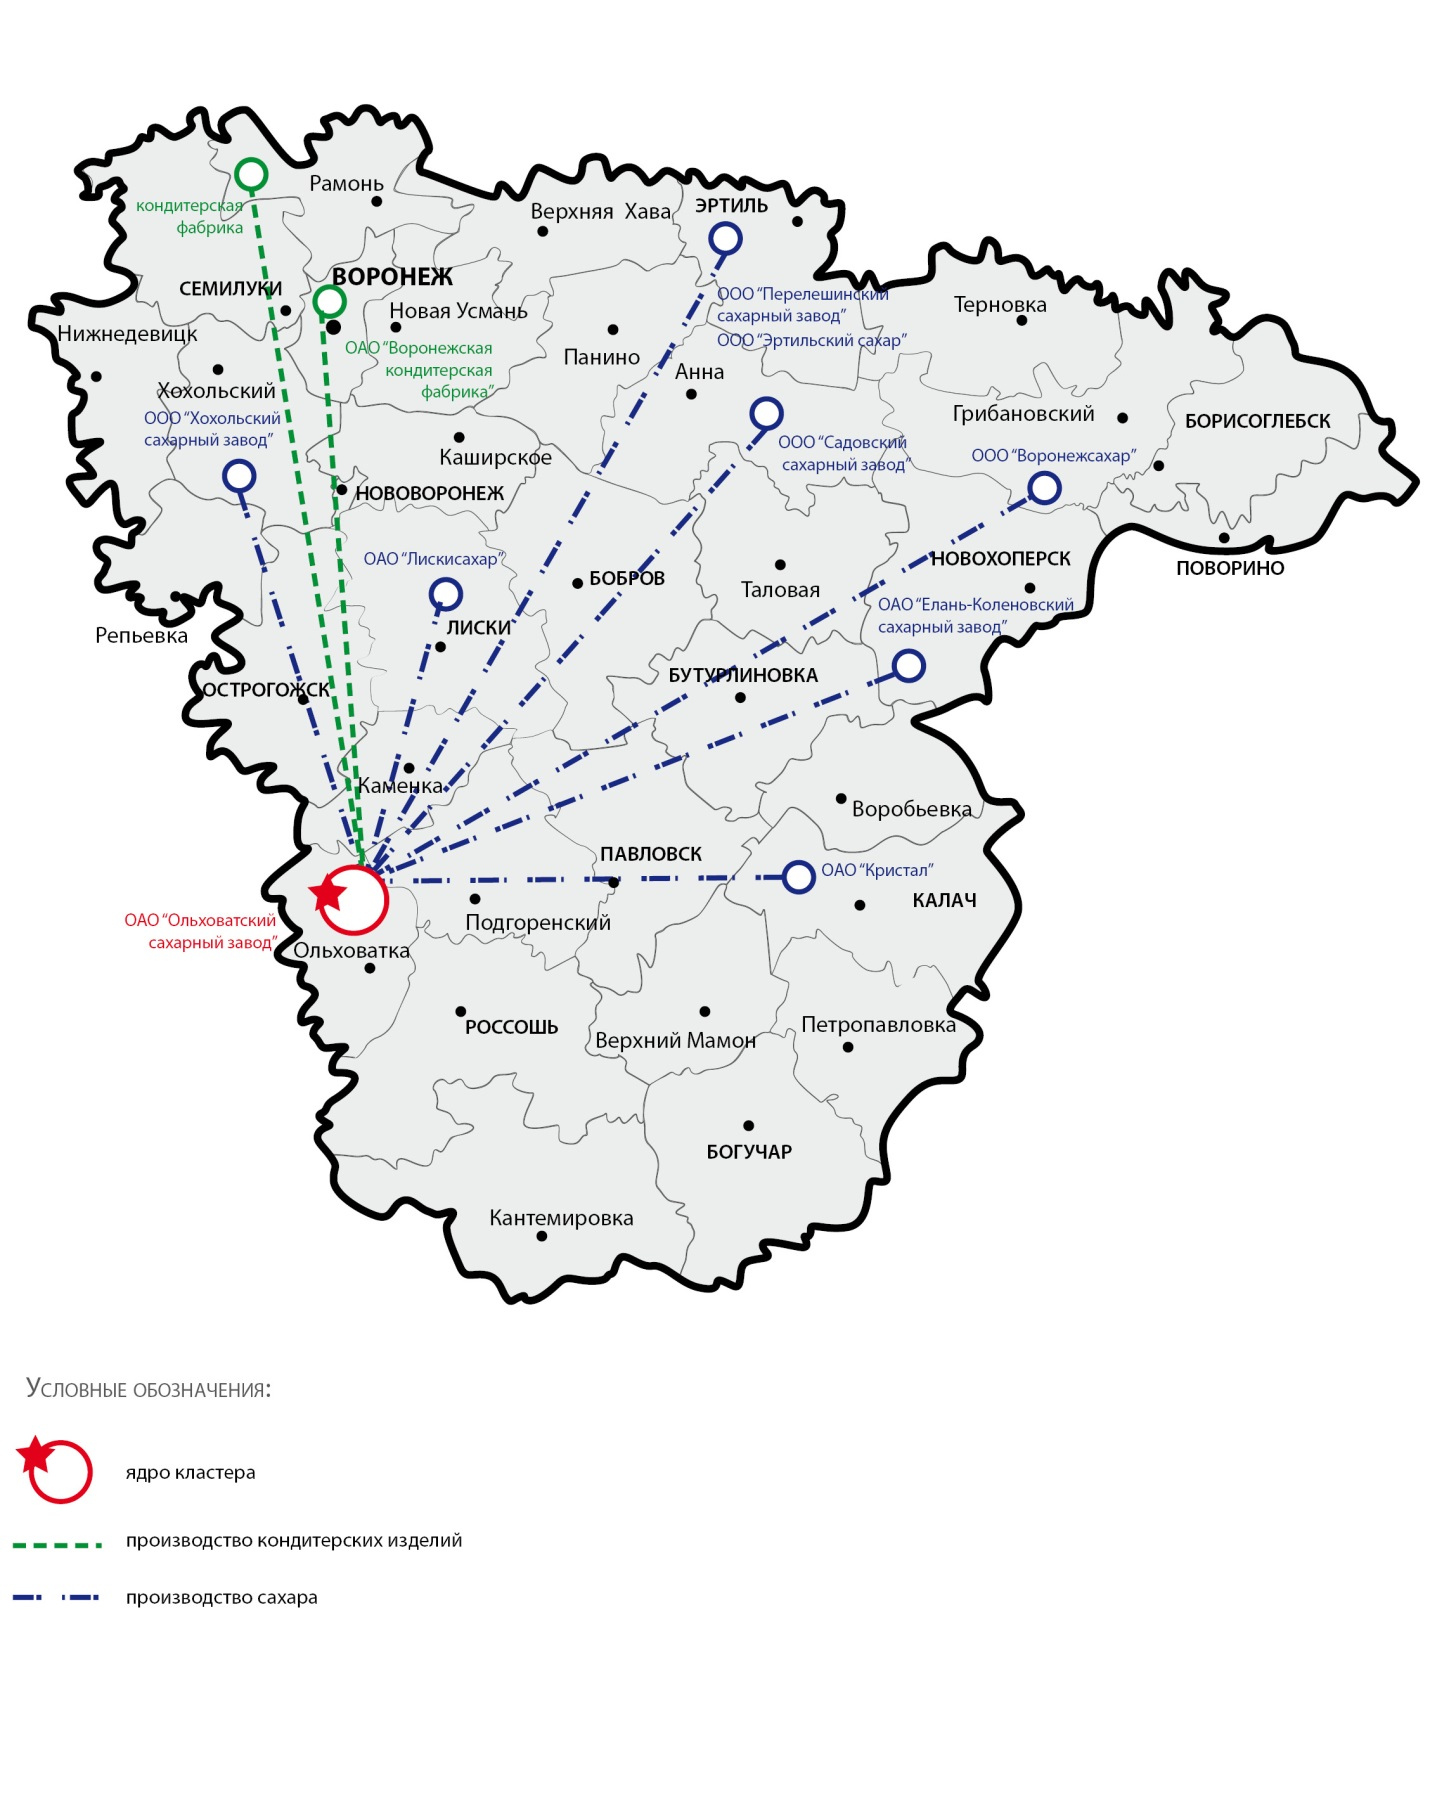 Рамонь
кондитерская
фабрика
Верхняя Хава
ЭРТИЛЬ
ВОРОНЕЖ
СЕМИЛУКИ
Новая Усмань
Нижнедевицк
ООО “Перелешинский
сахарный завод”
ООО “Эртильский сахар”
Терновка
ОАО “Воронежская
кондитерская
фабрика”
Панино
Анна
Хохольский
ООО “Хохольский
сахарный завод”
Грибановский
БОРИСОГЛЕБСК
ООО “Садовский
сахарный завод”
ООО “Воронежсахар”
Каширское
НОВОВОРОНЕЖ
ОАО “Лискисахар”
БОБРОВ
НОВОХОПЕРСК
ПОВОРИНО
Таловая
ОАО “Елань-Коленовский
сахарный завод”
ЛИСКИ
Репьевка
БУТУРЛИНОВКА
ОСТРОГОЖСК
Каменка
Воробьевка
ПАВЛОВСК
ОАО “Кристал”
КАЛАЧ
ОАО “Ольховатский
сахарный завод”
Подгоренский
Ольховатка
РОССОШЬ
Верхний Мамон
Петропавловка
БОГУЧАР
Кантемировка
Условные обозначения:
ядро кластера
производство кондитерских изделий
производство сахара